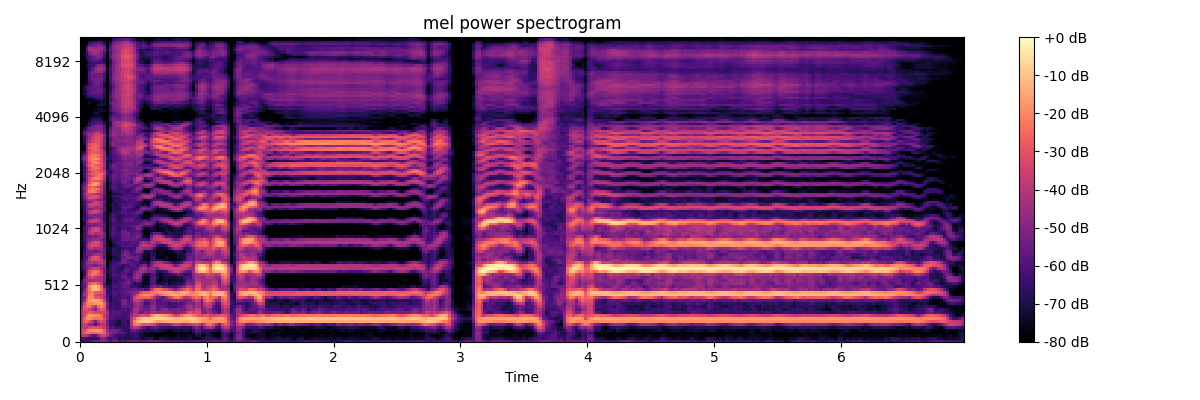 mel power spectrogram
+0 dB
8192
-10 dB
4096
-20 dB
-30 dB
2048
Hz
-40 dB
1024
-50 dB
-60 dB
512
-70 dB
0
-80 dB
0 1 2 3 4 5 6
Time